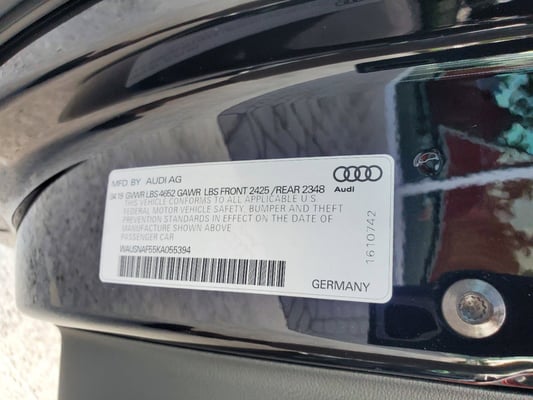 MFD. BY AUDI AG
04/19 GVWR LBS 4652 GAWR LBS FRONT 2425 /REAR 2348
THIS VEHICLE CONFORMS TO ALL APPLICABLE U.S.
FEDERAL MOTOR VEHICLE SAFETY, BUMPER AND THEFT
PREVENTION STANDARDS IN EFFECT ON THE DATE OF
MANUFACTURE SHOWN ABOVE
PASSENGER CAR
WAUSNAF55KA055394
Audi
1610742
GERMANY